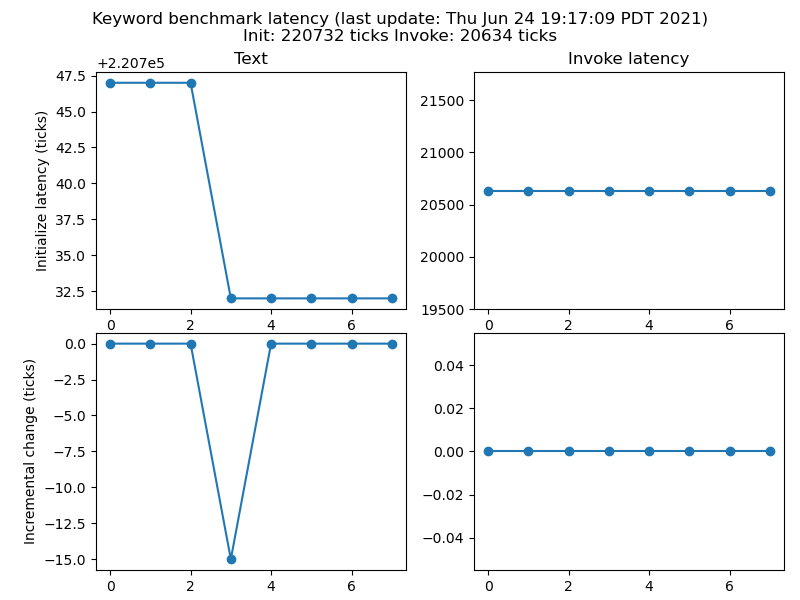 Keyword benchmark latency (last update: Thu Jun 24 19:17:09 PDT 2021)
Init: 220732 ticks Invoke: 20634 ticks
Text
Invoke latency
+2.207e5
Initialize latency (ticks)
47.5
45.0
42.5
40.0
37.5
35.0
32.5
0 2 4 6
21500
21000
20500
20000
19500
0 2 4 6
Incremental change (ticks)
0.0
−2.5
−5.0
−7.5
−10.0
−12.5
−15.0
0 2 4 6
0.04
0.02
0.00
−0.02
−0.04
0 2 4 6